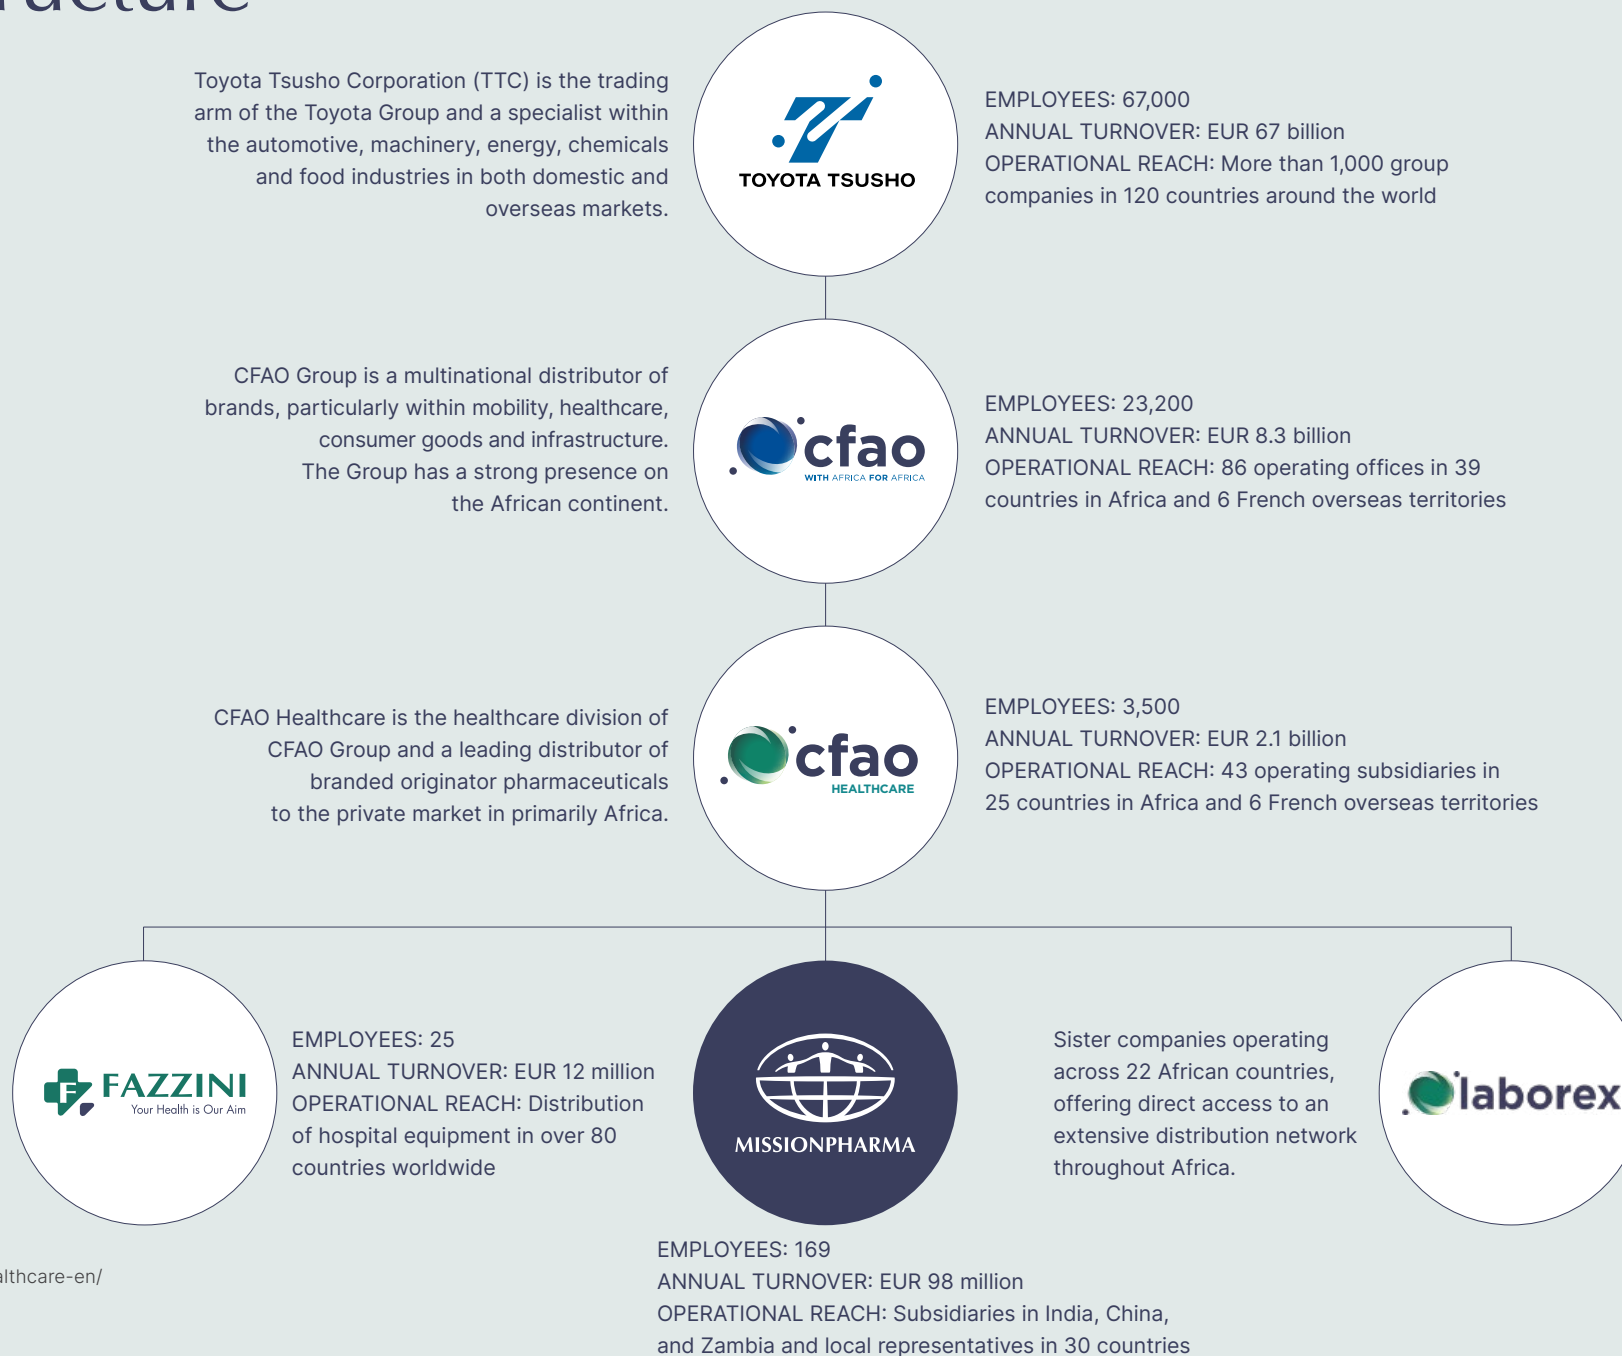 Toyota Tsusho Corporation (TTC) is the trading
arm of the Toyota Group and a specialist within
the automotive, machinery, energy, chemicals
and food industries in both domestic and
overseas markets.
TOYOTA TSUSHO
EMPLOYEES: 67,000
ANNUAL TURNOVER: EUR 67 billion
OPERATIONAL REACH: More than 1,000 group
companies in 120 countries around the world
CFAO Group is a multinational distributor of
brands, particularly within mobility, healthcare,
consumer goods and infrastructure.
The Group has a strong presence on
the African continent.
cfao
WITH AFRICA FOR AFRICA
EMPLOYEES: 23,200
ANNUAL TURNOVER: EUR 8.3 billion
OPERATIONAL REACH: 86 operating offices in 39
countries in Africa and 6 French overseas territories
CFAO Healthcare is the healthcare division of
CFAO Group and a leading distributor of
branded originator pharmaceuticals
to the private market in primarily Africa.
cfao
HEALTHCARE
EMPLOYEES: 3,500
ANNUAL TURNOVER: EUR 2.1 billion
OPERATIONAL REACH: 43 operating subsidiaries in
25 countries in Africa and 6 French overseas territories
F FAZZINI
Your Health is Our Aim
EMPLOYEES: 25
ANNUAL TURNOVER: EUR 12 million
OPERATIONAL REACH: Distribution
of hospital equipment in over 80
countries worldwide
MISSIONPHARMA
EMPLOYEES: 169
ANNUAL TURNOVER: EUR 98 million
OPERATIONAL REACH: Subsidiaries in India, China,
and Zambia and local representatives in 30 countries
Sister companies operating
across 22 African countries,
offering direct access to an
extensive distribution network
throughout Africa.
laborex
althcare-en/